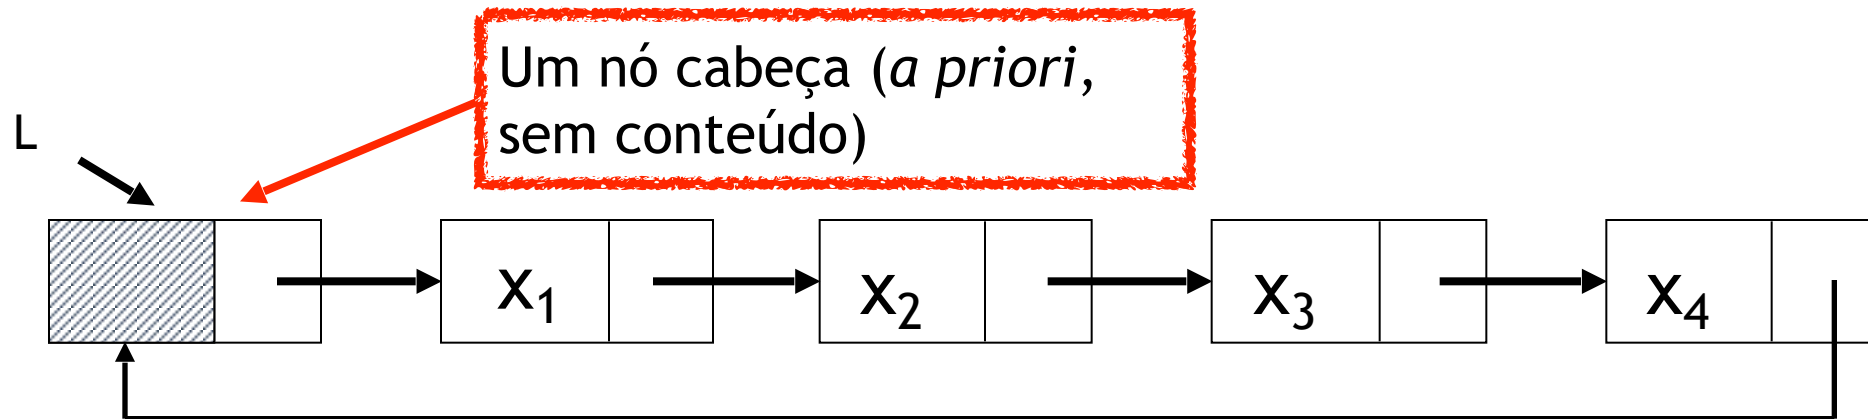 Um nó cabeça (a priori,
sem conteúdo)
L
x₁ x₂ x₃ x₄